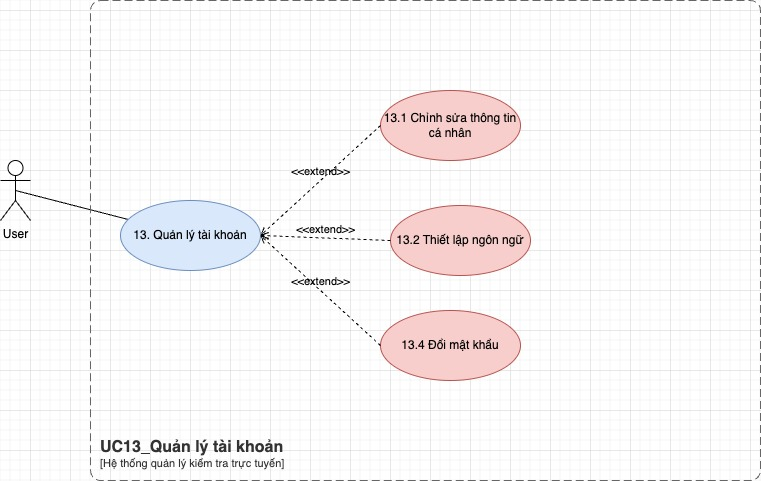 13.1 Chỉnh sửa thông tin
cá nhân
<<extend>>
User
13. Quản lý tài khoản
<<extend>>
13.2 Thiết lập ngôn ngữ
<<extend>>
13.4 Đổi mật khẩu
UC13_Quản lý tài khoản
[Hệ thống quản lý kiểm tra trực tuyến]